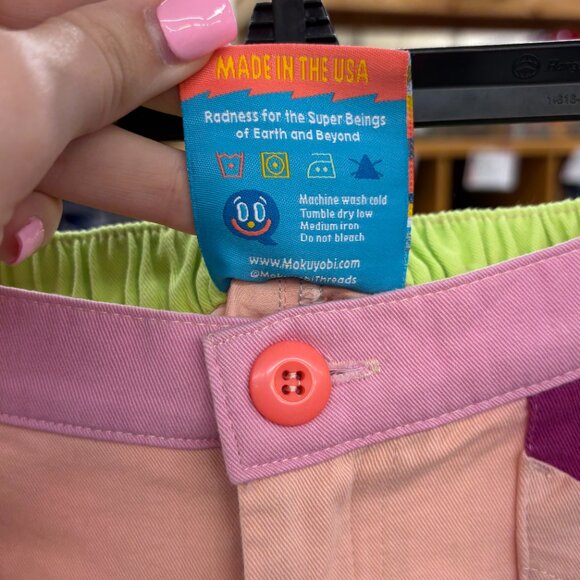 MADE IN THE USA
Radness for the Super Beings
of Earth and Beyond
Machine wash cold
Tumble dry low
Medium iron
Do not bleach
www.Mokuyobi.com
@MokuyobiThreads